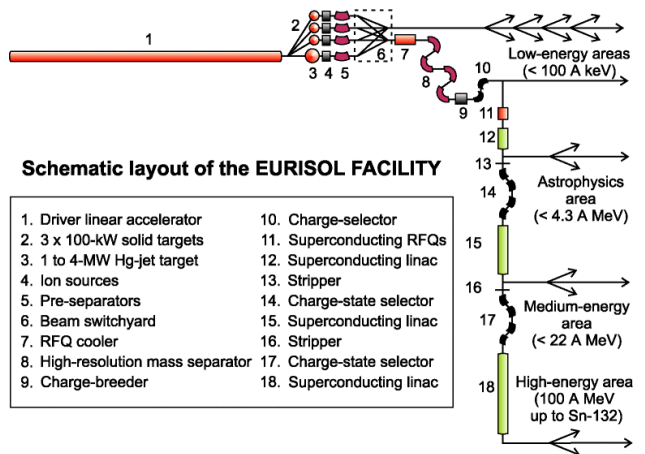 1
2
3 4 5
6
7
8
9
10
Low-energy areas
(< 100 A keV)
11
12
13
Astrophysics
area
(< 4.3 A MeV)
14
15
16
Medium-energy
area
(< 22 A MeV)
17
18
High-energy area
(100 A MeV
up to Sn-132)
Schematic layout of the EURISOL FACILITY
1. Driver linear accelerator
2. 3 x 100-kW solid targets
3. 1 to 4-MW Hg-jet target
4. Ion sources
5. Pre-separators
6. Beam switchyard
7. RFQ cooler
8. High-resolution mass separator
9. Charge-breeder
10. Charge-selector
11. Superconducting RFQs
12. Superconducting linac
13. Stripper
14. Charge-state selector
15. Superconducting linac
16. Stripper
17. Charge-state selector
18. Superconducting linac